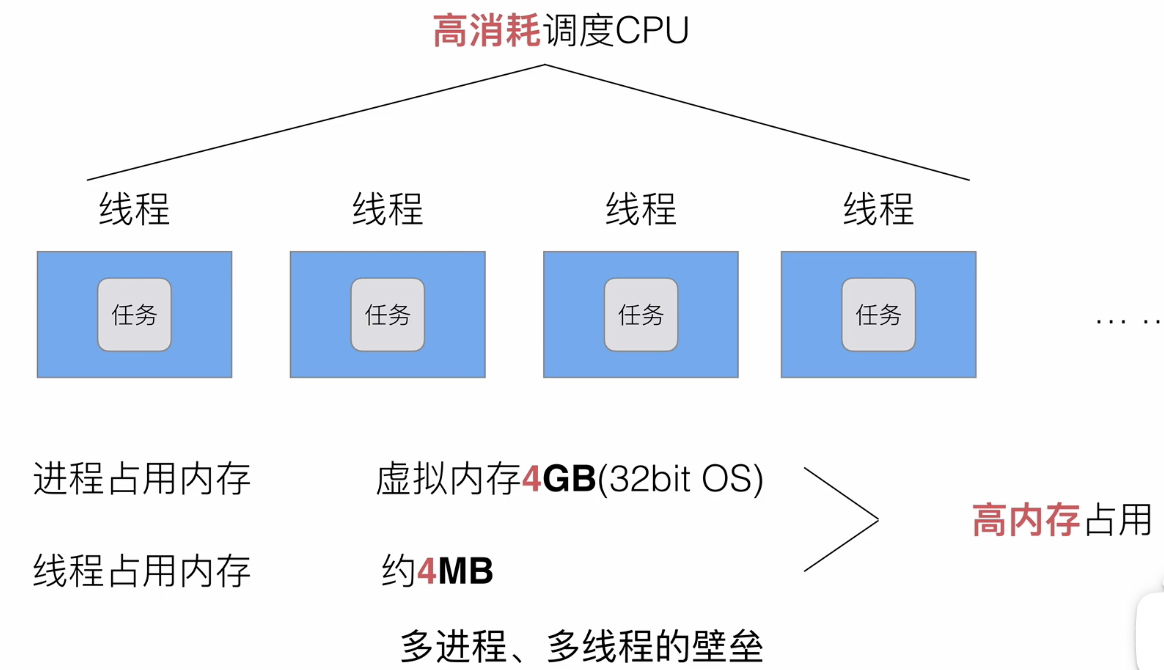 高消耗调度CPU
线程 线程 线程 线程
任务 任务 任务 任务 … …
进程占用内存 虚拟内存4GB(32bit OS)
高内存占用
线程占用内存 约4MB
多进程、多线程的壁垒